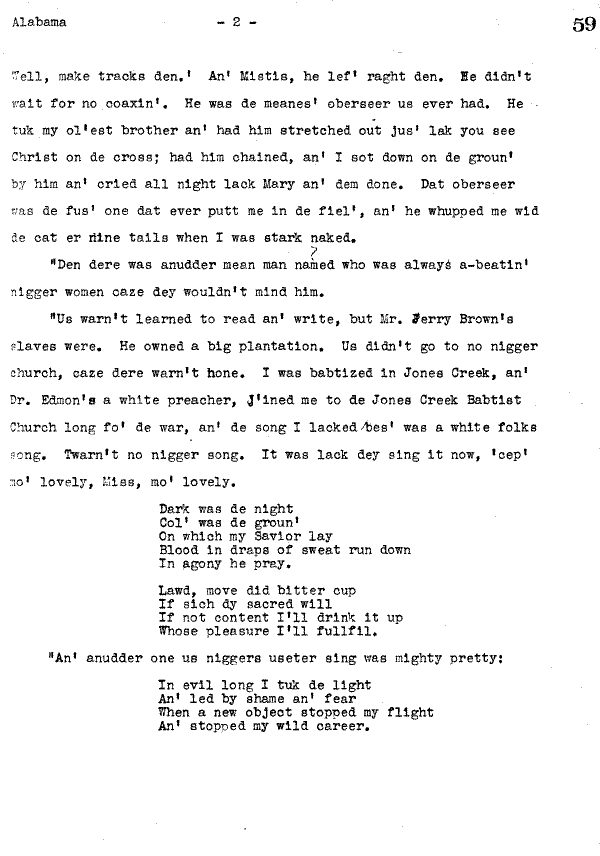 Alabama - 2 - 59
Well, make tracks den.' An' Mistis, he lef' raght den. He didn't
wait for no coaxin'. He was de meanes' oberseer us ever had. He
tuk my ol'est brother an' had him stretched out jus' lak you see
Christ on de cross; had him chained, an' I sot down on de groun'
by him an' cried all night lack Mary an' dem done. Dat oberseer
was de fus' one dat ever putt me in de fiel', an' he whupped me wid
de cat er nine tails when I was stark naked.
?
"Den dere was anudder mean man named who was always a-beatin'
nigger women caze dey wouldn't mind him.
"Us warn't learned to read an' write, but Mr. Jerry Brown's
slaves were. He owned a big plantation. Us didn't go to no nigger
church, caze dere warn't none. I was babtized in Jones Creek, an'
Dr. Edmon's a white preacher, J'ined me to de Jones Creek Babtist
Church long fo' de war, an' de song I lacked bes' was a white folks
song. Twarn't no nigger song. It was lack dey sing it now, 'cep'
mo' lovely, Miss, mo' lovely.
Dark was de night
Col' was de groun'
On which my Savior lay
Blood in draps of sweat run down
In agony he pray.
Lawd, move did bitter cup
If sich dy sacred will
If not content I'll drink it up
Whose pleasure I'll fullfil.
"An' anudder one us niggers useter sing was mighty pretty:
In evil long I tuk de light
An' led by shame an' fear
When a new object stopped my flight
An' stopped my wild career.